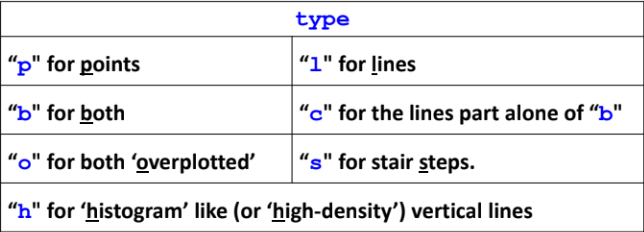 type
“p" for points
“l" for lines
“b" for both
“c" for the lines part alone of “b"
“o" for both ‘overplotted’
“s" for stair steps.
“h" for ‘histogram’ like (or ‘high-density’) vertical lines